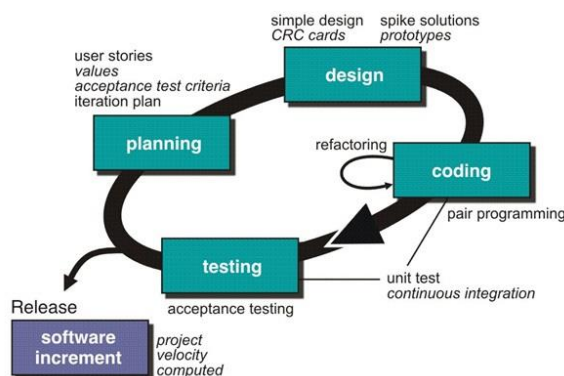 simple design
CRC cards
spike solutions
prototypes
user stories
values
acceptance test criteria
iteration plan
design
planning
refactoring
coding
pair programming
testing
unit test
continuous integration
acceptance testing
Release
software
increment
project
velocity
computed